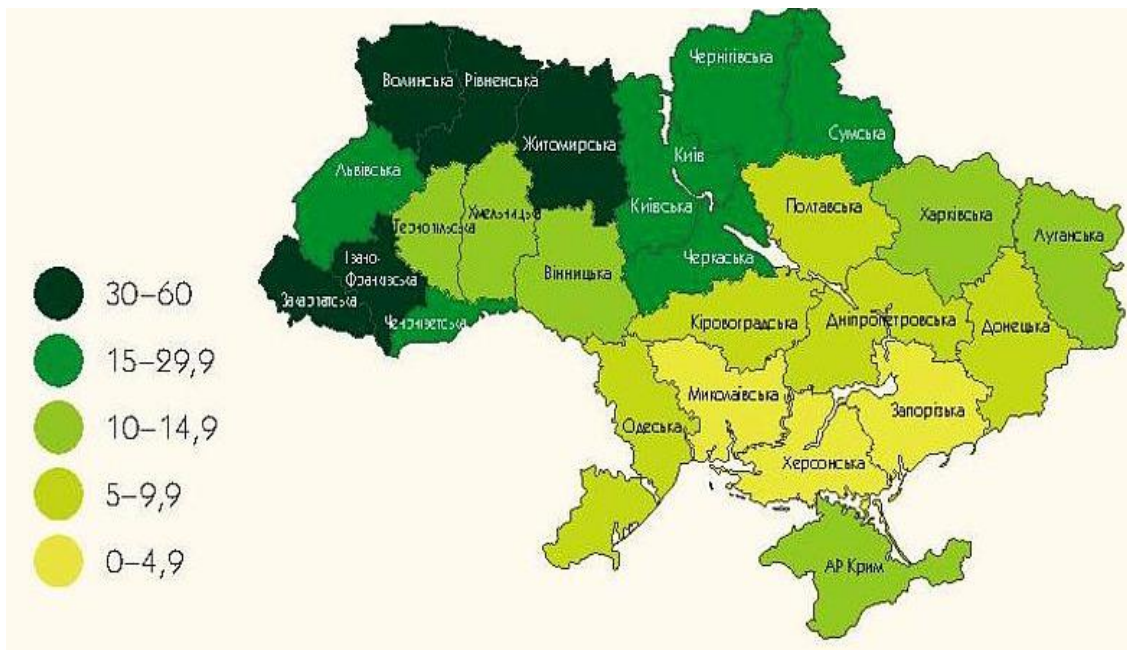 Волинська
Рівненська
Житомирська
Чернігівська
Сумська
Київ
Київська
Львівська
Тернопільська
Хмельницька
Вінницька
Черкаська
Полтавська
Харківська
Луганська
Івано-
Франківська
Закарпатська
Чернівецька
Кіровоградська
Дніпропетровська
Донецька
Миколаївська
Запорізька
Одеська
Херсонська
АР Крим
30–60
15–29,9
10–14,9
5–9,9
0–4,9